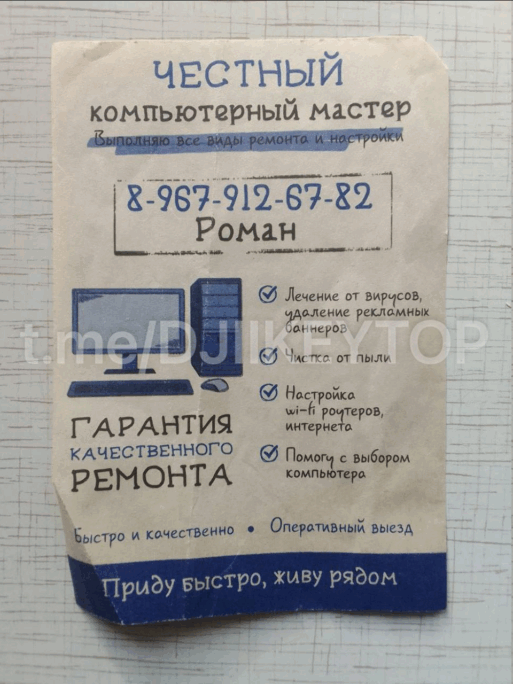 ЧЕСТНЫЙ
компьютерный мастер
Выполняю все виды ремонта и настройки
8-967-912-67-82
Роман
Лечение от вирусов,
удаление рекламных
баннеров
t.me/DJIIKEYTOP
Чистка от пыли
Настройка
wi-fi роутеров,
интернета
Помогу с выбором
компьютера
ГАРАНТИЯ
КАЧЕСТВЕННОГО
РЕМОНТА
Быстро и качественно • Оперативный выезд
Приду быстро, живу рядом